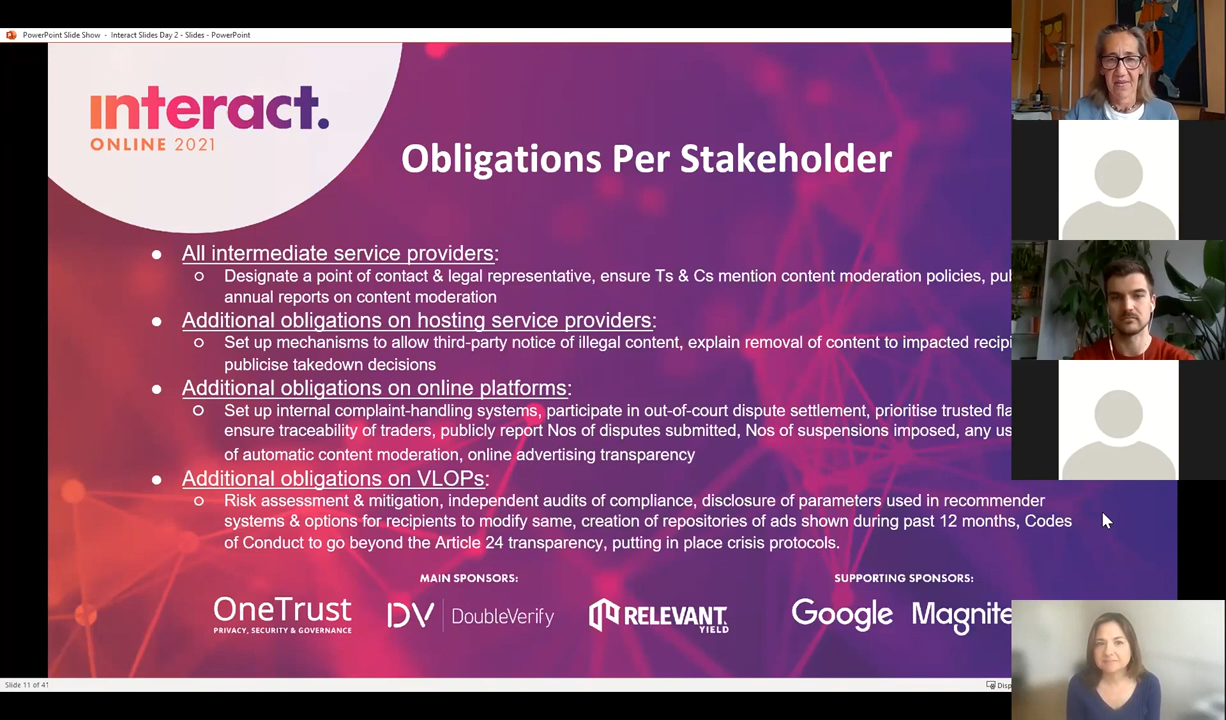 PowerPoint Slide Show - Interact Slides Day 2 - Slides - PowerPoint
interact.
ONLINE 2021
Obligations Per Stakeholder
● All intermediate service providers:
○ Designate a point of contact & legal representative, ensure Ts & Cs mention content moderation policies,
annual reports on content moderation
● Additional obligations on hosting service providers:
○ Set up mechanisms to allow third-party notice of illegal content, explain removal of content to impacted
publicise takedown decisions
● Additional obligations on online platforms:
○ Set up internal complaint-handling systems, participate in out-of-court dispute settlement, prioritise trusted
ensure traceability of traders, publicly report Nos of disputes submitted, Nos of suspensions imposed, any
of automatic content moderation, online advertising transparency
● Additional obligations on VLOPs:
○ Risk assessment & mitigation, independent audits of compliance, disclosure of parameters used in recommender
systems & options for recipients to modify same, creation of repositories of ads shown during past 12 months, Codes
of Conduct to go beyond the Article 24 transparency, putting in place crisis protocols.
MAIN SPONSORS:
SUPPORTING SPONSORS:
OneTrust
PRIVACY, SECURITY & GOVERNANCE
DV DoubleVerify
RELEVANT
YIELD
Google
Magnite
Slide 11 of 41